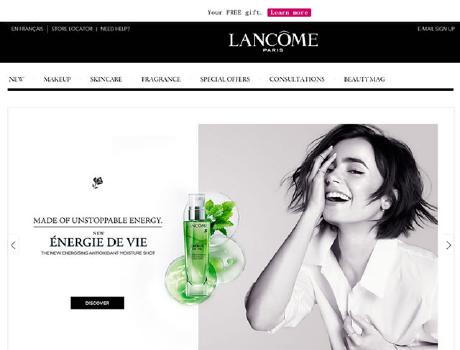 Your FREE gift. Learn more
EN FRANÇAIS | STORE LOCATOR | NEED HELP?
E-MAIL SIGN UP
LANCÔME
PARIS
NEW MAKEUP SKINCARE FRAGRANCE SPECIAL OFFERS CONSULTATIONS BEAUTY MAG
MADE OF UNSTOPPABLE ENERGY.
NEW
ÉNERGIE DE VIE
THE NEW ENERGISING ANTIOXIDANT MOISTURE SHOT
LANCÔME
DISCOVER